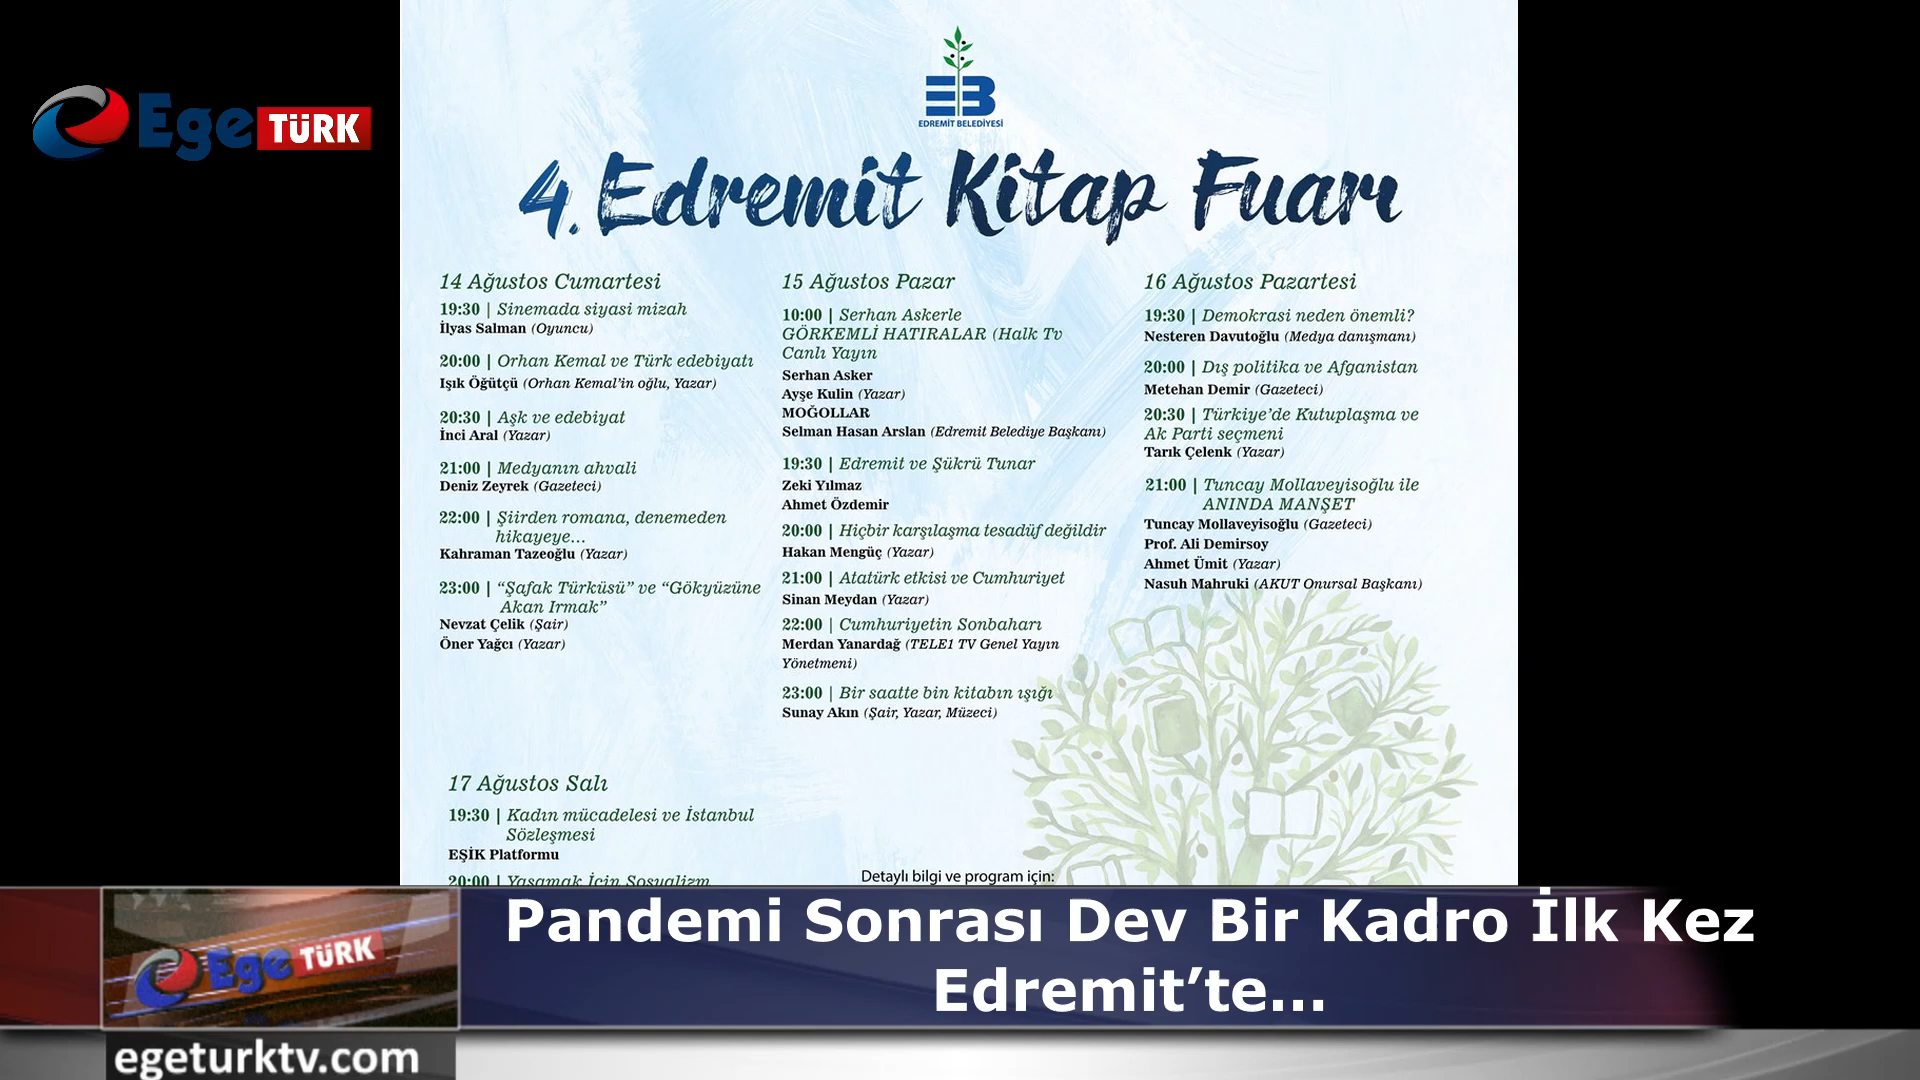 Ege TÜRK
EB
EDREMİT BELEDİYESİ
4. Edremit Kitap Fuarı
14 Ağustos Cumartesi
19:30 | Sinemada siyasi mizah
İlyas Salman (Oyuncu)
20:00 | Orhan Kemal ve Türk edebiyatı
Işık Öğütçü (Orhan Kemal'in oğlu, Yazar)
20:30 | Aşk ve edebiyat
İnci Aral (Yazar)
21:00 | Medyanın ahvali
Deniz Zeyrek (Gazeteci)
22:00 | Şiirden romana, denemeden
hikayeye...
Kahraman Tazeoğlu (Yazar)
23:00 | “Şafak Türküsü” ve “Gökyüzüne
Akan Irmak”
Nevzat Çelik (Şair)
Öner Yağcı (Yazar)
15 Ağustos Pazar
10:00 | Serhan Askerle
GÖRKEMLİ HATIRALAR (Halk Tv
Canlı Yayın
Serhan Asker
Ayşe Kulin (Yazar)
MOĞOLLAR
Selman Hasan Arslan (Edremit Belediye Başkanı)
19:30 | Edremit ve Şükrü Tunar
Zeki Yılmaz
Ahmet Özdemir
20:00 | Hiçbir karşılaşma tesadüf değildir
Hakan Mengüç (Yazar)
21:00 | Atatürk etkisi ve Cumhuriyet
Sinan Meydan (Yazar)
22:00 | Cumhuriyetin Sonbaharı
Merdan Yanardağ (TELE1 TV Genel Yayın
Yönetmeni)
23:00 | Bir saatte bin kitabın ışığı
Sunay Akın (Şair, Yazar, Müzeci)
16 Ağustos Pazartesi
19:30 | Demokrasi neden önemli?
Nesteren Davutoğlu (Medya danışmanı)
20:00 | Dış politika ve Afganistan
Metehan Demir (Gazeteci)
20:30 | Türkiye'de Kutuplaşma ve
Ak Parti seçmeni
Tarık Çelenk (Yazar)
21:00 | Tuncay Mollaveyisoğlu ile
ANINDA MANŞET
Tuncay Mollaveyisoğlu (Gazeteci)
Prof. Ali Demirsoy
Ahmet Ümit (Yazar)
Nasuh Mahruki (AKUT Onursal Başkanı)
17 Ağustos Salı
19:30 | Kadın mücadelesi ve İstanbul
Sözleşmesi
EŞİK Platformu
20:00 | Yaşamak İçin Sosyalizm
Detaylı bilgi ve program için:
Pandemi Sonrası Dev Bir Kadro İlk Kez
Edremit’te...
Ege TÜRK
egeturktv.com